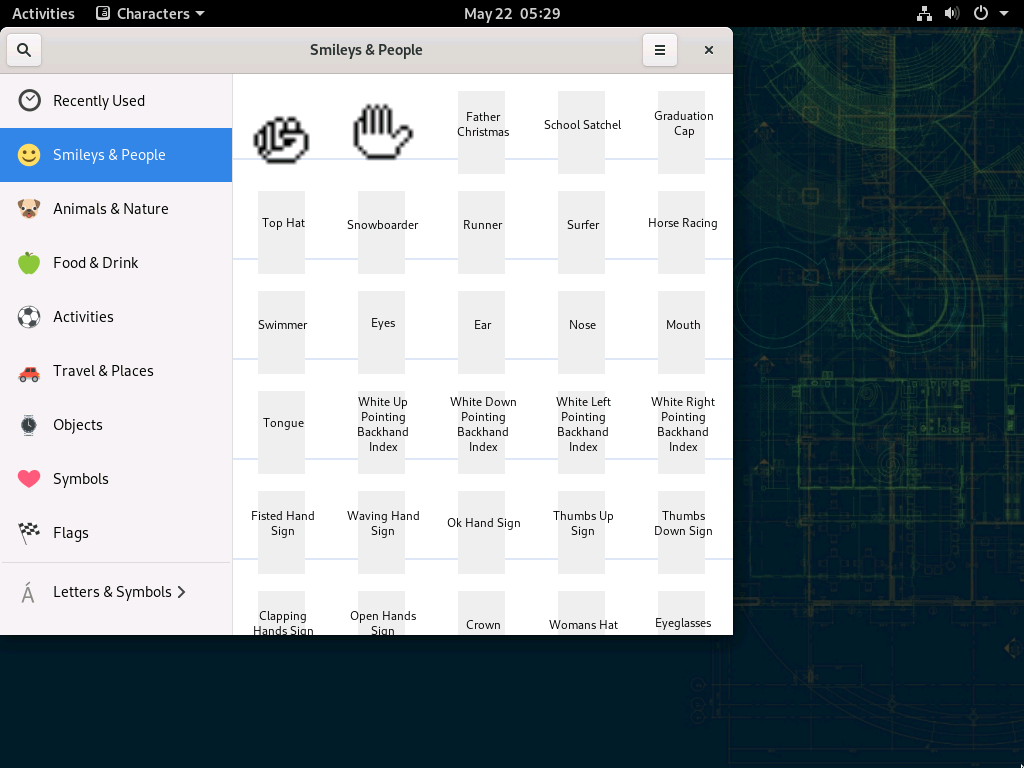 Activities
Characters
May 22 05:29
Smileys & People
Recently Used
Smileys & People
Animals & Nature
Food & Drink
Activities
Travel & Places
Objects
Symbols
Flags
Á
Letters & Symbols
Father
Christmas
School Satchel
Graduation
Cap
Top Hat
Snowboarder
Runner
Surfer
Horse Racing
Swimmer
Eyes
Ear
Nose
Mouth
Tongue
White Up
Pointing
Backhand
Index
White Down
Pointing
Backhand
Index
White Left
Pointing
Backhand
Index
White Right
Pointing
Backhand
Index
Fisted Hand
Sign
Waving Hand
Sign
Ok Hand Sign
Thumbs Up
Sign
Thumbs
Down Sign
Clapping
Hands Sign
Open Hands
Sign
Crown
Womans Hat
Eyeglasses